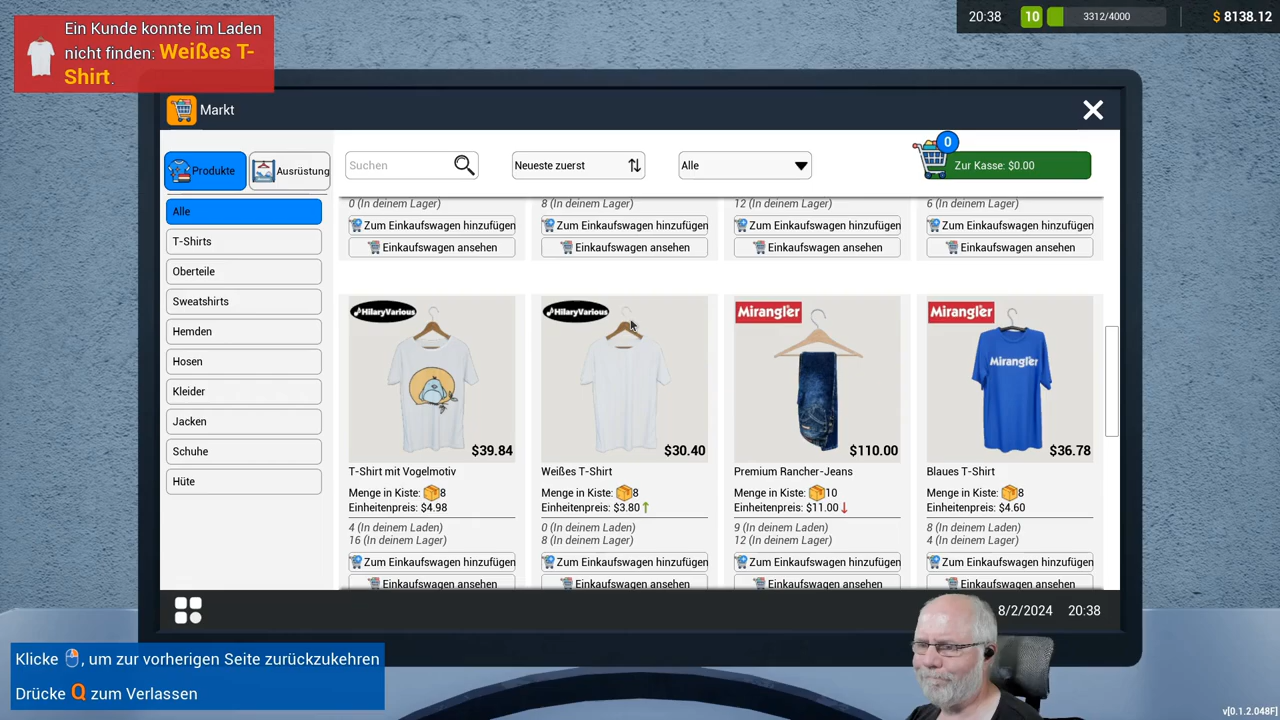 Ein Kunde konnte im Laden
nicht finden: Weißes T-
Shirt.
20:38
10
3312/4000
$ 8138.12
Markt
Produkte
Ausrüstung
Suchen
Neueste zuerst
Alle
0
Zur Kasse: $0.00
Alle
T-Shirts
Oberteile
Sweatshirts
Hemden
Hosen
Kleider
Jacken
Schuhe
Hüte
0 (In deinem Lager)
8 (In deinem Lager)
12 (In deinem Lager)
6 (In deinem Lager)
Zum Einkaufswagen hinzufügen
Zum Einkaufswagen hinzufügen
Zum Einkaufswagen hinzufügen
Zum Einkaufswagen hinzufügen
Einkaufswagen ansehen
Einkaufswagen ansehen
Einkaufswagen ansehen
Einkaufswagen ansehen
HilaryVarious
$39.84
T-Shirt mit Vogelmotiv
Menge in Kiste: 8
Einheitenpreis: $4.98
4 (In deinem Laden)
16 (In deinem Lager)
Zum Einkaufswagen hinzufügen
Einkaufswagen ansehen
HilaryVarious
$30.40
Weißes T-Shirt
Menge in Kiste: 8
Einheitenpreis: $3.80
0 (In deinem Laden)
8 (In deinem Lager)
Zum Einkaufswagen hinzufügen
Einkaufswagen ansehen
Mirangler
$110.00
Premium Rancher-Jeans
Menge in Kiste: 10
Einheitenpreis: $11.00
9 (In deinem Laden)
12 (In deinem Lager)
Zum Einkaufswagen hinzufügen
Einkaufswagen ansehen
Mirangler
Mirangler
$36.78
Blaues T-Shirt
Menge in Kiste: 8
Einheitenpreis: $4.60
8 (In deinem Laden)
4 (In deinem Lager)
Zum Einkaufswagen hinzufügen
Einkaufswagen ansehen
8/2/2024 20:38
Klicke , um zur vorherigen Seite zurückzukehren
Drücke Q zum Verlassen
v[0.1.2.048F]